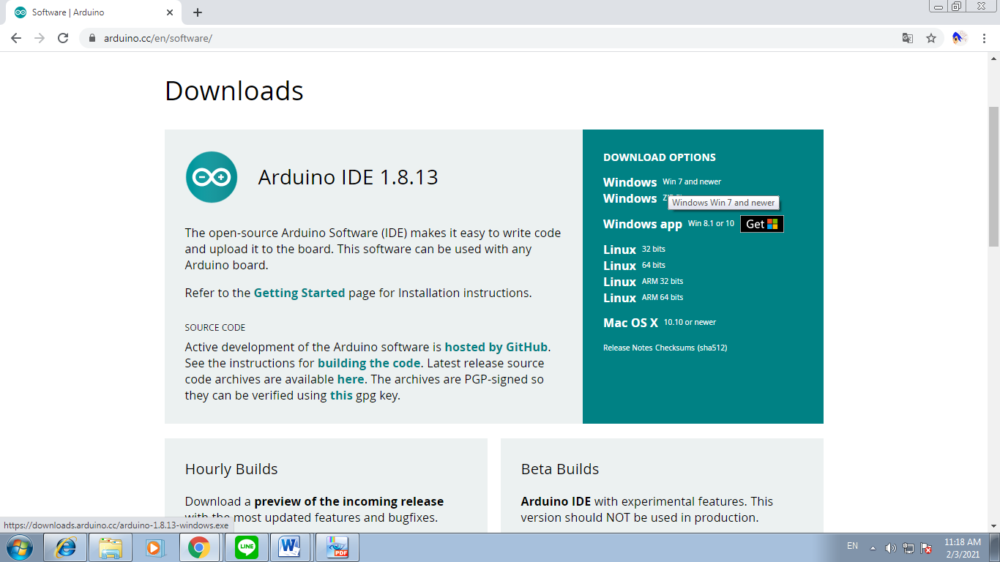 Software | Arduino
arduino.cc/en/software/
Downloads
Arduino IDE 1.8.13
The open-source Arduino Software (IDE) makes it easy to write code
and upload it to the board. This software can be used with any
Arduino board.
Refer to the Getting Started page for Installation instructions.
SOURCE CODE
Active development of the Arduino software is hosted by GitHub.
See the instructions for building the code. Latest release source
code archives are available here. The archives are PGP-signed so
they can be verified using this gpg key.
DOWNLOAD OPTIONS
Windows Win 7 and newer
Windows
Windows Win 7 and newer
Windows app Win 8.1 or 10 Get
Linux 32 bits
Linux 64 bits
Linux ARM 32 bits
Linux ARM 64 bits
Mac OS X 10.10 or newer
Release Notes Checksums (sha512)
Hourly Builds
Download a preview of the incoming release
with the most updated features and bugfixes.
Beta Builds
Arduino IDE with experimental features. This
version should NOT be used in production.
https://downloads.arduino.cc/arduino-1.8.13-windows.exe
LINE
W
PDF
EN
11:18 AM
2/3/2021